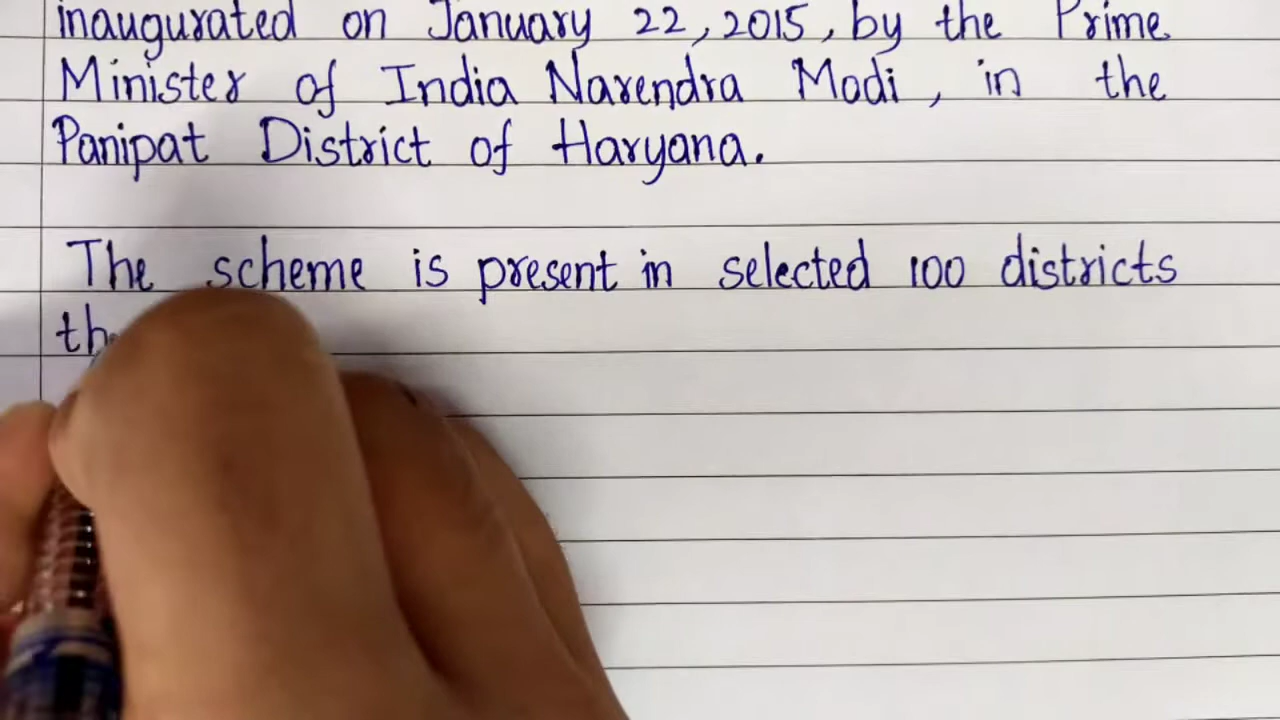 inaugurated on January 22, 2015, by the Prime
Minister of India Narendra Modi, in the
Panipat District of Haryana.
The scheme is present in selected 100 districts